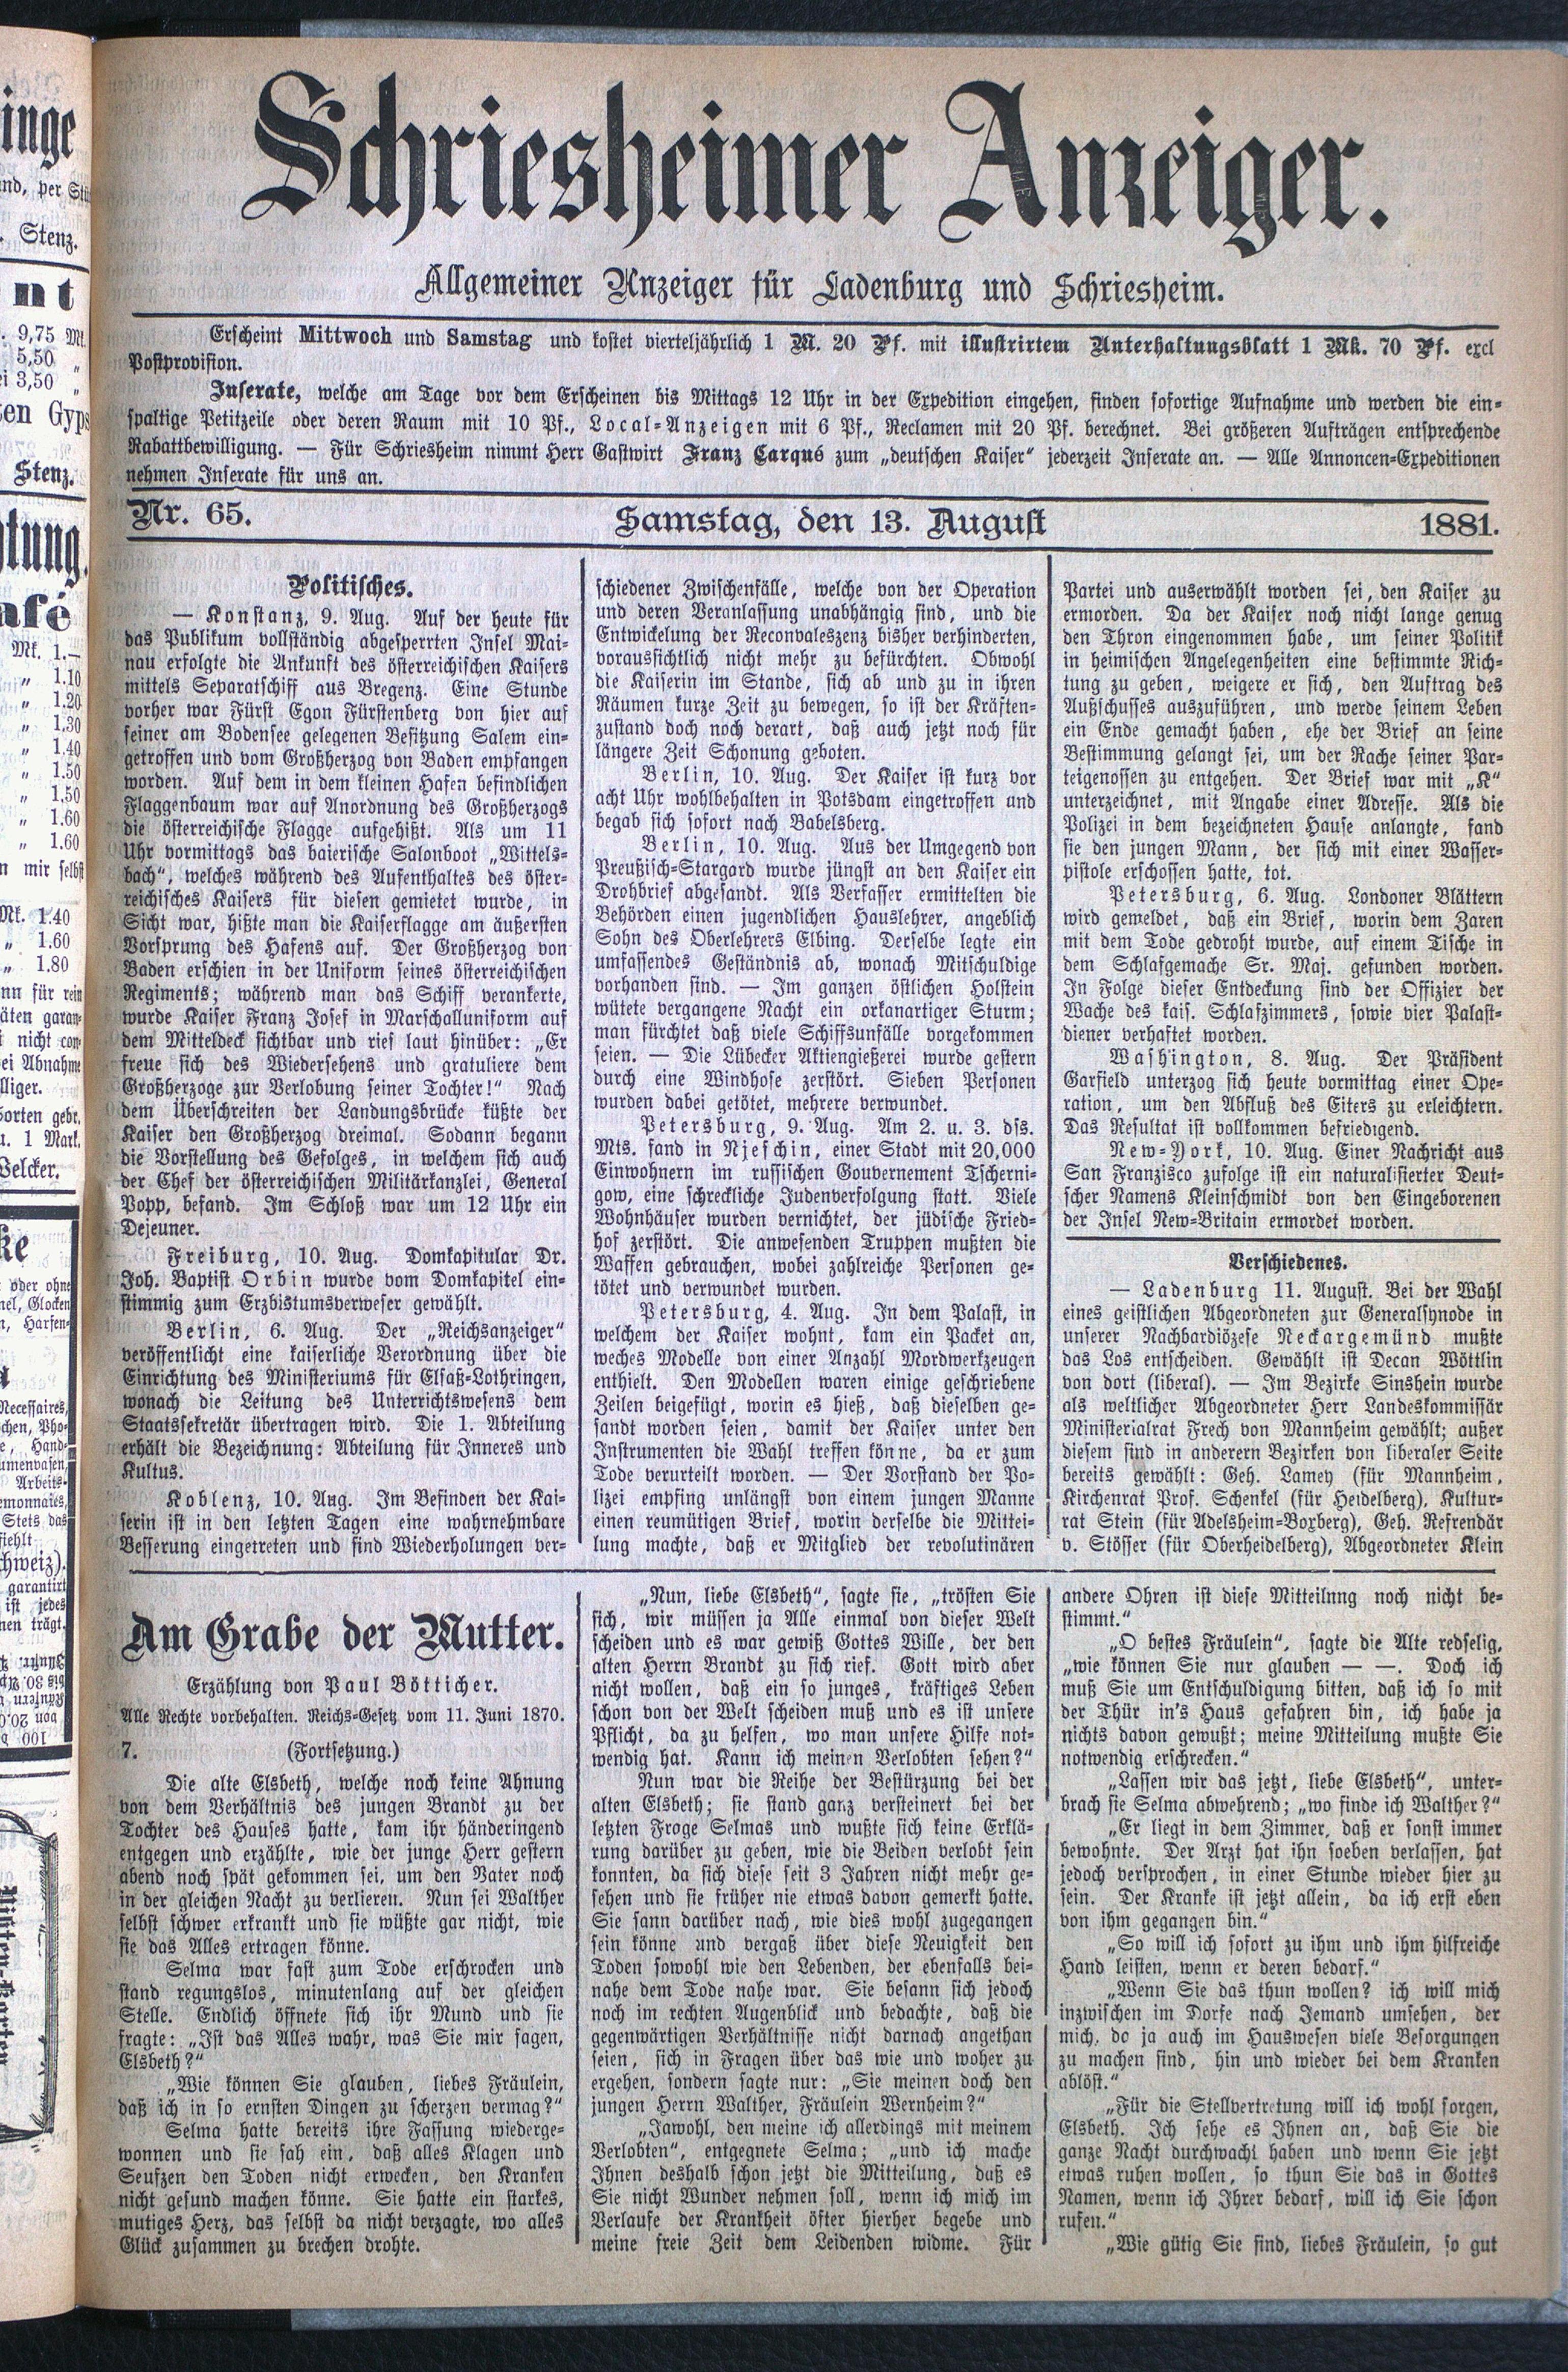 Schriesheimer Anzeiger.
Allgemeiner Anzeiger für Ladenburg und Schriesheim.
Erscheint Mittwoch und Samstag und kostet vierteljährlich 1 M. 20 Pf. mit illustrirtem Unterhaltungsblatt 1 Mk. 70 Pf. excl
Postprovision.
Inserate, welche am Tage vor dem Erscheinen bis Mittags 12 Uhr in der Expedition eingehen, finden sofortige Aufnahme und werden die ein-
spaltige Petitzeile oder deren Raum mit 10 Pf., Local-Anzeigen mit 6 Pf., Reclamen mit 20 Pf. berechnet. Bei größeren Aufträgen entsprechende
Rabattbewilligung. — Für Schriesheim nimmt Herr Gastwirt Franz Carqué zum „deutschen Kaiser" jederzeit Inserate an. — Alle Annoncen-Expeditionen
nehmen Inserate für uns an.
Nr. 65. Samstag, den 13. August 1881.
Politisches.
— Konstanz, 9. Aug. Auf der heute für
das Publikum vollständig abgesperrten Insel Mai-
nau erfolgte die Ankunft des österreichischen Kaisers
mittels Separatschiff aus Bregenz. Eine Stunde
vorher war Fürst Egon Fürstenberg von hier auf
seiner am Bodensee gelegenen Besitzung Salem ein-
getroffen und vom Großherzog von Baden empfangen
worden. Auf dem in dem kleinen Hafen befindlichen
Flaggenbaum war auf Anordnung des Großherzogs
die österreichische Flagge aufgehißt. Als um 11
Uhr vormittags das baierische Salonboot „Wittels-
bach", welches während des Aufenthaltes des öster-
reichisches Kaisers für diesen gemietet wurde, in
Sicht war, hißte man die Kaiserflagge am äußersten
Vorsprung des Hafens auf. Der Großherzog von
Baden erschien in der Uniform seines österreichischen
Regiments; während man das Schiff verankerte,
wurde Kaiser Franz Josef in Marschalluniform auf
dem Mitteldeck sichtbar und rief laut hinüber: „Er
freue sich des Wiedersehens und gratuliere dem
Großherzoge zur Verlobung seiner Tochter!" Nach
dem Überschreiten der Landungsbrücke küßte der
Kaiser den Großherzog dreimal. Sodann begann
die Vorstellung des Gefolges, in welchem sich auch
der Chef der österreichischen Militärkanzlei, General
Popp, befand. Im Schloß war um 12 Uhr ein
Dejeuner.
Freiburg, 10. Aug. Domkapitular Dr.
Joh. Baptist Orbin wurde vom Domkapitel ein-
stimmig zum Erzbistumsverweser gewählt.
Berlin, 6. Aug. Der „Reichsanzeiger"
veröffentlicht eine kaiserliche Verordnung über die
Einrichtung des Ministeriums für Elsaß-Lothringen,
wonach die Leitung des Unterrichtswesens dem
Staatssekretär übertragen wird. Die 1. Abteilung
erhält die Bezeichnung: Abteilung für Inneres und
Kultus.
Koblenz, 10. Aug. Im Befinden der Kai-
serin ist in den letzten Tagen eine wahrnehmbare
Besserung eingetreten und sind Wiederholungen ver-
schiedener Zwischenfälle, welche von der Operation
und deren Veranlassung unabhängig sind, und die
Entwickelung der Reconvaleszenz bisher verhinderten,
voraussichtlich nicht mehr zu befürchten. Obwohl
die Kaiserin im Stande, sich ab und zu in ihren
Räumen kurze Zeit zu bewegen, so ist der Kräften-
zustand doch noch derart, daß auch jetzt noch für
längere Zeit Schonung geboten.
Berlin, 10. Aug. Der Kaiser ist kurz vor
acht Uhr wohlbehalten in Potsdam eingetroffen und
begab sich sofort nach Babelsberg.
Berlin, 10. Aug. Aus der Umgegend von
Preußisch-Stargard wurde jüngst an den Kaiser ein
Drohbrief abgesandt. Als Verfasser ermittelten die
Behörden einen jugendlichen Hauslehrer, angeblich
Sohn des Oberlehrers Elbing. Derselbe legte ein
umfassendes Geständnis ab, wonach Mitschuldige
vorhanden sind. — Im ganzen östlichen Holstein
wütete vergangene Nacht ein orkanartiger Sturm;
man fürchtet daß viele Schiffsunfälle vorgekommen
seien. — Die Lübecker Aktiengießerei wurde gestern
durch eine Windhose zerstört. Sieben Personen
wurden dabei getötet, mehrere verwundet.
Petersburg, 9. Aug. Am 2. u. 3. dss.
Mts. fand in Njeschin, einer Stadt mit 20,000
Einwohnern im russischen Gouvernement Tscherni-
gow, eine schreckliche Judenverfolgung statt. Viele
Wohnhäuser wurden vernichtet, der jüdische Fried-
hof zerstört. Die anwesenden Truppen mußten die
Waffen gebrauchen, wobei zahlreiche Personen ge-
tötet und verwundet wurden.
Petersburg, 4. Aug. In dem Palast, in
welchem der Kaiser wohnt, kam ein Packet an,
weches Modelle von einer Anzahl Mordwerkzeugen
enthielt. Den Modellen waren einige geschriebene
Zeilen beigefügt, worin es hieß, daß dieselben ge-
sandt worden seien, damit der Kaiser unter den
Instrumenten die Wahl treffen könne, da er zum
Tode verurteilt worden. — Der Vorstand der Po-
lizei empfing unlängst von einem jungen Manne
einen reumütigen Brief, worin derselbe die Mittei-
lung machte, daß er Mitglied der revolutinären
Partei und auserwählt worden sei, den Kaiser zu
ermorden. Da der Kaiser noch nicht lange genug
den Thron eingenommen habe, um seiner Politik
in heimischen Angelegenheiten eine bestimmte Rich-
tung zu geben, weigere er sich, den Auftrag des
Außschusses auszuführen, und werde seinem Leben
ein Ende gemacht haben, ehe der Brief an seine
Bestimmung gelangt sei, um der Rache seiner Par-
teigenossen zu entgehen. Der Brief war mit „K"
unterzeichnet, mit Angabe einer Adresse. Als die
Polizei in dem bezeichneten Hause anlangte, fand
sie den jungen Mann, der sich mit einer Wasser-
pistole erschossen hatte, tot.
Petersburg, 6. Aug. Londoner Blättern
wird gemeldet, daß ein Brief, worin dem Zaren
mit dem Tode gedroht wurde, auf einem Tische in
dem Schlafgemache Sr. Maj. gefunden worden.
In Folge dieser Entdeckung sind der Offizier der
Wache des kais. Schlafzimmers, sowie vier Palast-
diener verhaftet worden.
Washington, 8. Aug. Der Präsident
Garfield unterzog sich heute vormittag einer Ope-
ration, um den Abfluß des Eiters zu erleichtern.
Das Resultat ist vollkommen befriedigend.
New-York, 10. Aug. Einer Nachricht aus
San Franzisco zufolge ist ein naturalisierter Deut-
scher Namens Kleinschmidt von den Eingeborenen
der Insel New-Britain ermordet worden.
Verschiedenes.
— Ladenburg 11. August. Bei der Wahl
eines geistlichen Abgeordneten zur Generalsynode in
unserer Nachbardiözese Neckargemünd mußte
das Los entscheiden. Gewählt ist Decan Wöttlin
von dort (liberal). — Im Bezirke Sinshein wurde
als weltlicher Abgeordneter Herr Landeskommissär
Ministerialrat Frech von Mannheim gewählt; außer
diesem sind in anderern Bezirken von liberaler Seite
bereits gewählt: Geh. Lamey (für Mannheim,
Kirchenrat Prof. Schenkel (für Heidelberg), Kultur-
rat Stein (für Adelsheim-Boxberg), Geh. Refrendär
v. Stösser (für Oberheidelberg), Abgeordneter Klein
Am Grabe der Mutter.
Erzählung von Paul Bötticher.
Alle Rechte vorbehalten. Reichs-Gesetz vom 11. Juni 1870.
7. (Fortsetzung.)
Die alte Elsbeth, welche noch keine Ahnung
von dem Verhältnis des jungen Brandt zu der
Tochter des Hauses hatte, kam ihr händeringend
entgegen und erzählte, wie der junge Herr gestern
abend noch spät gekommen sei, um den Vater noch
in der gleichen Nacht zu verlieren. Nun sei Walther
selbst schwer erkrankt und sie wüßte gar nicht, wie
sie das Alles ertragen könne.
Selma war fast zum Tode erschrocken und
stand regungslos, minutenlang auf der gleichen
Stelle. Endlich öffnete sich ihr Mund und sie
fragte: „Ist das Alles wahr, was Sie mir sagen,
Elsbeth?"
„Wie können Sie glauben, liebes Fräulein,
daß ich in so ernsten Dingen zu scherzen vermag?"
Selma hatte bereits ihre Fassung wiederge-
wonnen und sie sah ein, daß alles Klagen und
Seufzen den Toden nicht erwecken, den Kranken
nicht gesund machen könne. Sie hatte ein starkes,
mutiges Herz, das selbst da nicht verzagte, wo alles
Glück zusammen zu brechen drohte.
„Nun, liebe Elsbeth", sagte sie, „trösten Sie
sich, wir müssen ja Alle einmal von dieser Welt
scheiden und es war gewiß Gottes Wille, der den
alten Herrn Brandt zu sich rief. Gott wird aber
nicht wollen, daß ein so junges, kräftiges Leben
schon von der Welt scheiden muß und es ist unsere
Pflicht, da zu helfen, wo man unsere Hilfe not-
wendig hat. Kann ich meinen Verlobten sehen?"
Nun war die Reihe der Bestürzung bei der
alten Elsbeth; sie stand ganz versteinert bei der
letzten Froge Selmas und wußte sich keine Erklä-
rung darüber zu geben, wie die Beiden verlobt sein
konnten, da sich diese seit 3 Jahren nicht mehr ge-
sehen und sie früher nie etwas davon gemerkt hatte.
Sie sann darüber nach, wie dies wohl zugegangen
sein könne und vergaß über diese Neuigkeit den
Toden sowohl wie den Lebenden, der ebenfalls bei-
nahe dem Tode nahe war. Sie besann sich jedoch
noch im rechten Augenblick und bedachte, daß die
gegenwärtigen Verhältnisse nicht darnach angethan
seien, sich in Fragen über das wie und woher zu
ergehen, sondern sagte nur: „Sie meinen doch den
jungen Herrn Walther, Fräulein Wernheim?"
„Jawohl, den meine ich allerdings mit meinem
Verlobten", entgegnete Selma; „und ich mache
Ihnen deshalb schon jetzt die Mitteilung, daß es
Sie nicht Wunder nehmen soll, wenn ich mich im
Verlaufe der Krankheit öfter hierher begebe und
meine freie Zeit dem Leidenden widme. Für
andere Ohren ist diese Mitteilnng noch nicht be-
stimmt."
„O bestes Fräulein", sagte die Alte redselig,
„wie können Sie nur glauben — —. Doch ich
muß Sie um Entschuldigung bitten, daß ich so mit
der Thür in's Haus gefahren bin, ich habe ja
nichts davon gewußt; meine Mitteilung mußte Sie
notwendig erschrecken."
„Lassen wir das jetzt, liebe Elsbeth", unter-
brach sie Selma abwehrend; „wo finde ich Walther?"
„Er liegt in dem Zimmer, daß er sonst immer
bewohnte. Der Arzt hat ihn soeben verlassen, hat
jedoch versprochen, in einer Stunde wieder hier zu
sein. Der Kranke ist jetzt allein, da ich erst eben
von ihm gegangen bin."
„So will ich sofort zu ihm und ihm hilfreiche
Hand leisten, wenn er deren bedarf."
„Wenn Sie das thun wollen? ich will mich
inzwischen im Dorfe nach Jemand umsehen, der
mich, do ja auch im Hauswesen viele Besorgungen
zu machen sind, hin und wieder bei dem Kranken
ablöst."
„Für die Stellvertretung will ich wohl sorgen,
Elsbeth. Ich sehe es Ihnen an, daß Sie die
ganze Nacht durchwacht haben und wenn Sie jetzt
etwas ruhen wollen, so thun Sie das in Gottes
Namen, wenn ich Ihrer bedarf, will ich Sie schon
rufen."
„Wie gütig Sie sind, liebes Fräulein, so gut